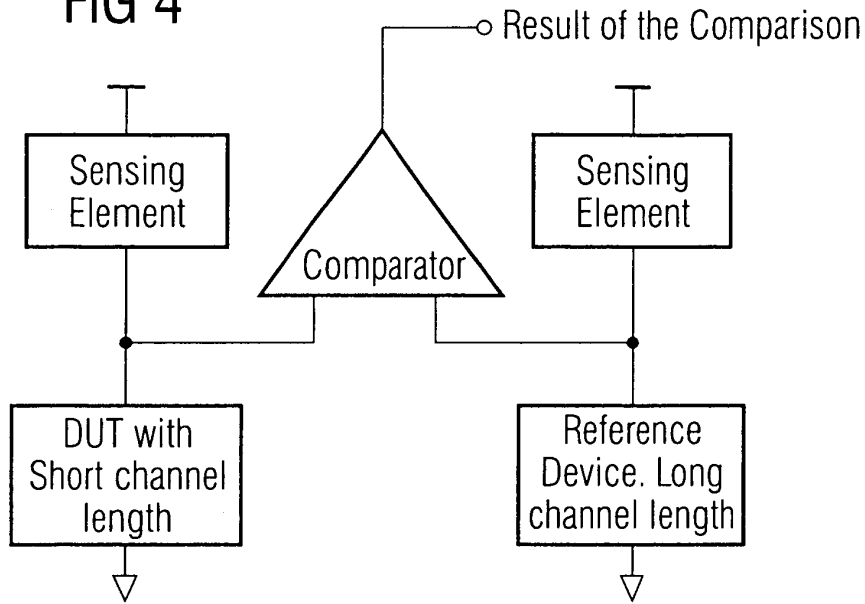 FIG 4
Result of the Comparison
Sensing
Element
Sensing
Element
Comparator
DUT with
Short channel
length
Reference
Device. Long
channel length